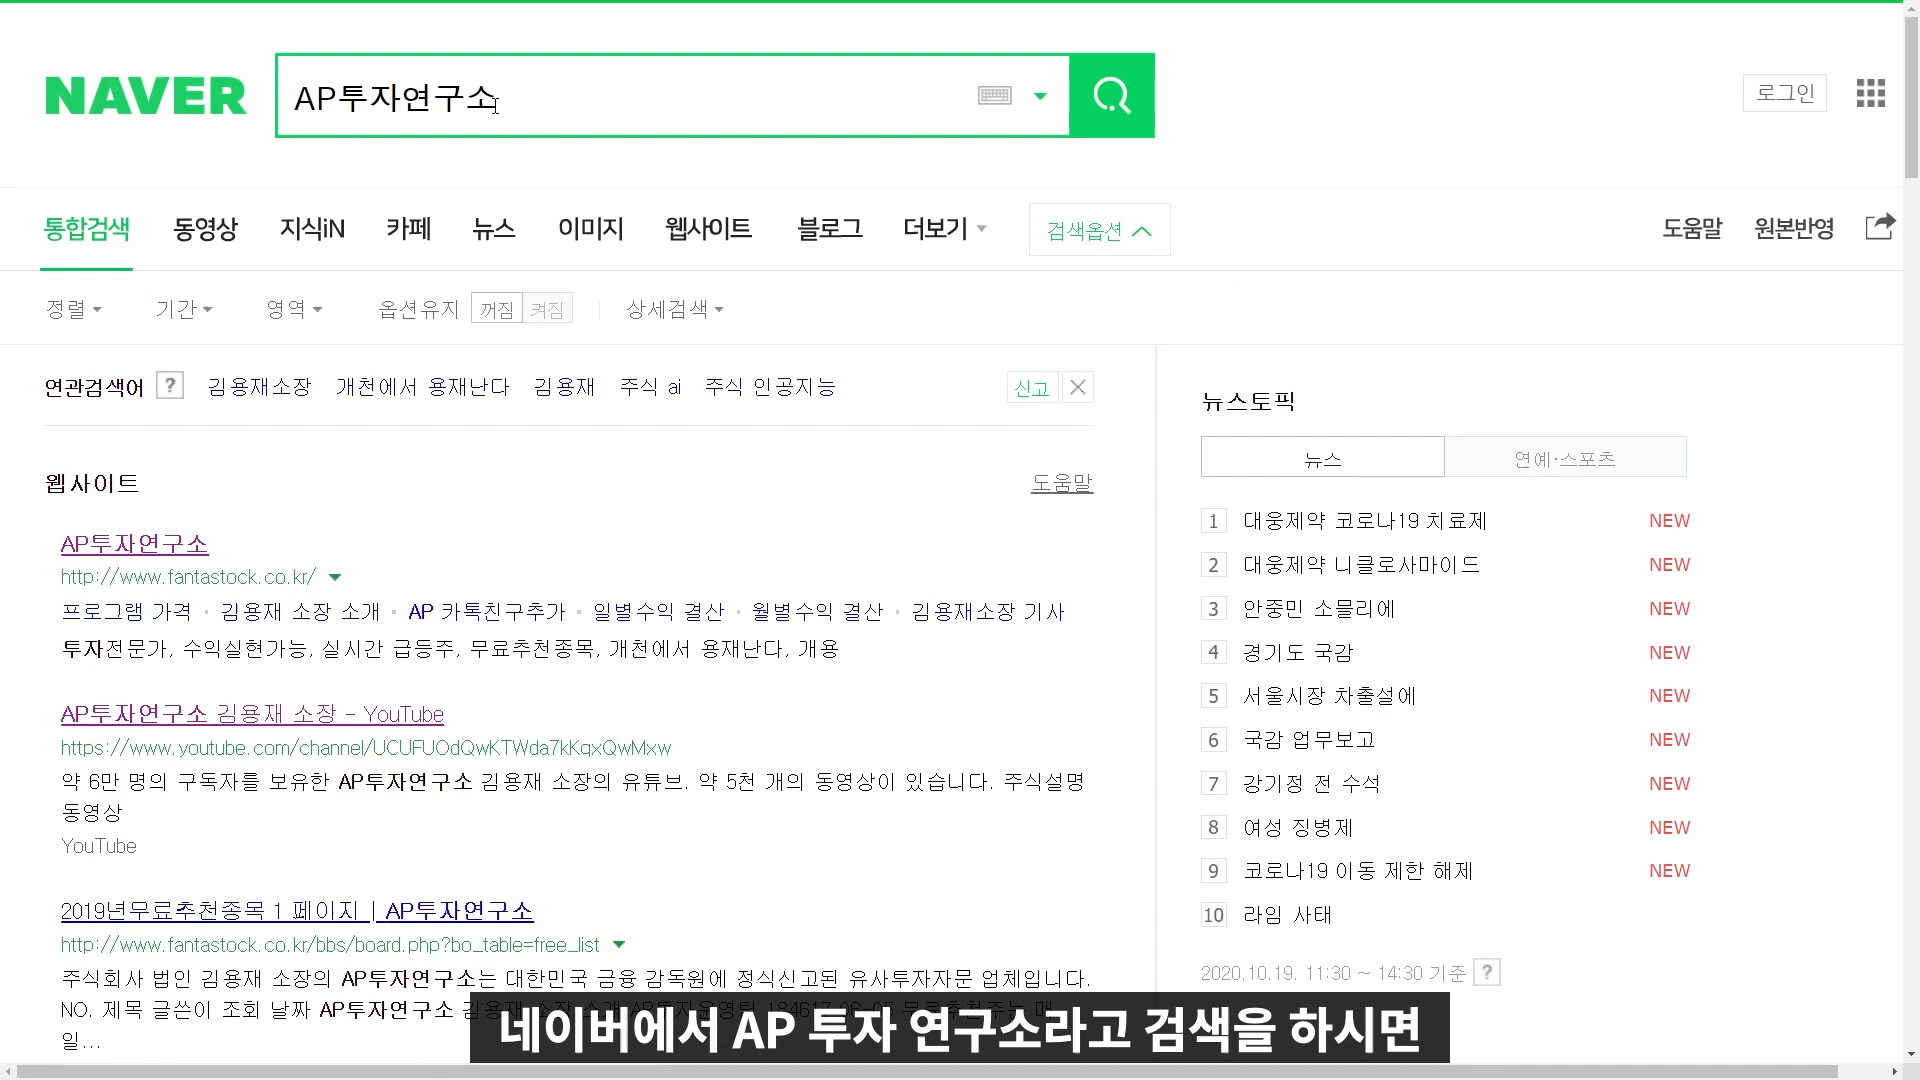 NAVER
AP투자연구소
로그인
통합검색 동영상 지식iN 카페 뉴스 이미지 웹사이트 블로그 더보기 검색옵션 도움말 원본반영
정렬 기간 영역 옵션유지 꺼짐 켜짐 상세검색
연관검색어 ? 김용재소장 개천에서 용재난다 김용재 주식 ai 주식 인공지능 신고
웹사이트 도움말
AP투자연구소
http://www.fantastock.co.kr/
프로그램 가격 · 김용재 소장 소개 · AP 카톡친구추가 · 일별수익 결산 · 월별수익 결산 · 김용재소장 기사
투자전문가, 수익실현가능, 실시간 급등주, 무료추천종목, 개천에서 용재난다, 개용
AP투자연구소 김용재 소장 - YouTube
https://www.youtube.com/channel/UCUFUOdQwKTWda7kKqxQwMxw
약 6만 명의 구독자를 보유한 AP투자연구소 김용재 소장의 유튜브. 약 5천 개의 동영상이 있습니다. 주식설명
동영상
YouTube
2019년무료추천종목 1 페이지 | AP투자연구소
http://www.fantastock.co.kr/bbs/board.php?bo_table=free_list
주식회사 법인 김용재 소장의 AP투자연구소는 대한민국 금융 감독원에 정식신고된 유사투자자문 업체입니다.
NO. 제목 글쓴이 조회 날짜 AP투자연구소 김용재 소장 소개 AP투자운영팀 184617 06-05 무료추천주는 매
일...
뉴스토픽
뉴스 연예·스포츠
1 대웅제약 코로나19 치료제 NEW
2 대웅제약 니클로사마이드 NEW
3 안중민 소믈리에 NEW
4 경기도 국감 NEW
5 서울시장 차출설에 NEW
6 국감 업무보고 NEW
7 강기정 전 수석 NEW
8 여성 징병제 NEW
9 코로나19 이동 제한 해제 NEW
10 라임 사태
2020.10.19. 11:30 ~ 14:30 기준 ?
네이버에서 AP 투자 연구소라고 검색을 하시면